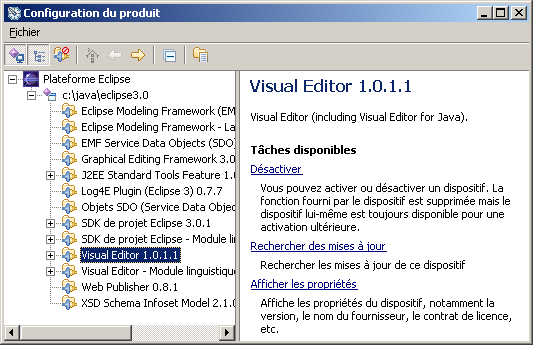 Configuration du produit
Fichier
Plateforme Eclipse
c:\java\eclipse3.0
Eclipse Modeling Framework (EM
Eclipse Modeling Framework - La
EMF Service Data Objects (SDO)
Graphical Editing Framework 3.0
J2EE Standard Tools Feature 1.0
Log4E Plugin (Eclipse 3) 0.7.7
Objets SDO (Service Data Object
SDK de projet Eclipse 3.0.1
SDK de projet Eclipse - Module lin
Visual Editor 1.0.1.1
Visual Editor - Module linguistique
Web Publisher 0.8.1
XSD Schema Infoset Model 2.1.0
Visual Editor 1.0.1.1
Visual Editor (including Visual Editor for Java).
Tâches disponibles
Désactiver
Vous pouvez activer ou désactiver un dispositif. La
fonction fourni par le dispositif est supprimée mais le
dispositif lui-même est toujours disponible pour une
activation ultérieure.
Rechercher des mises à jour
Rechercher les mises à jour de ce dispositif
Afficher les propriétés
Affiche les propriétés du dispositif, notamment la
version, le nom du fournisseur, le contrat de licence,
etc.